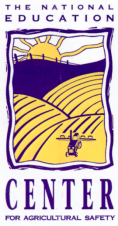 THE NATIONAL
EDUCATION
CENTER
FOR AGRICULTURAL SAFETY